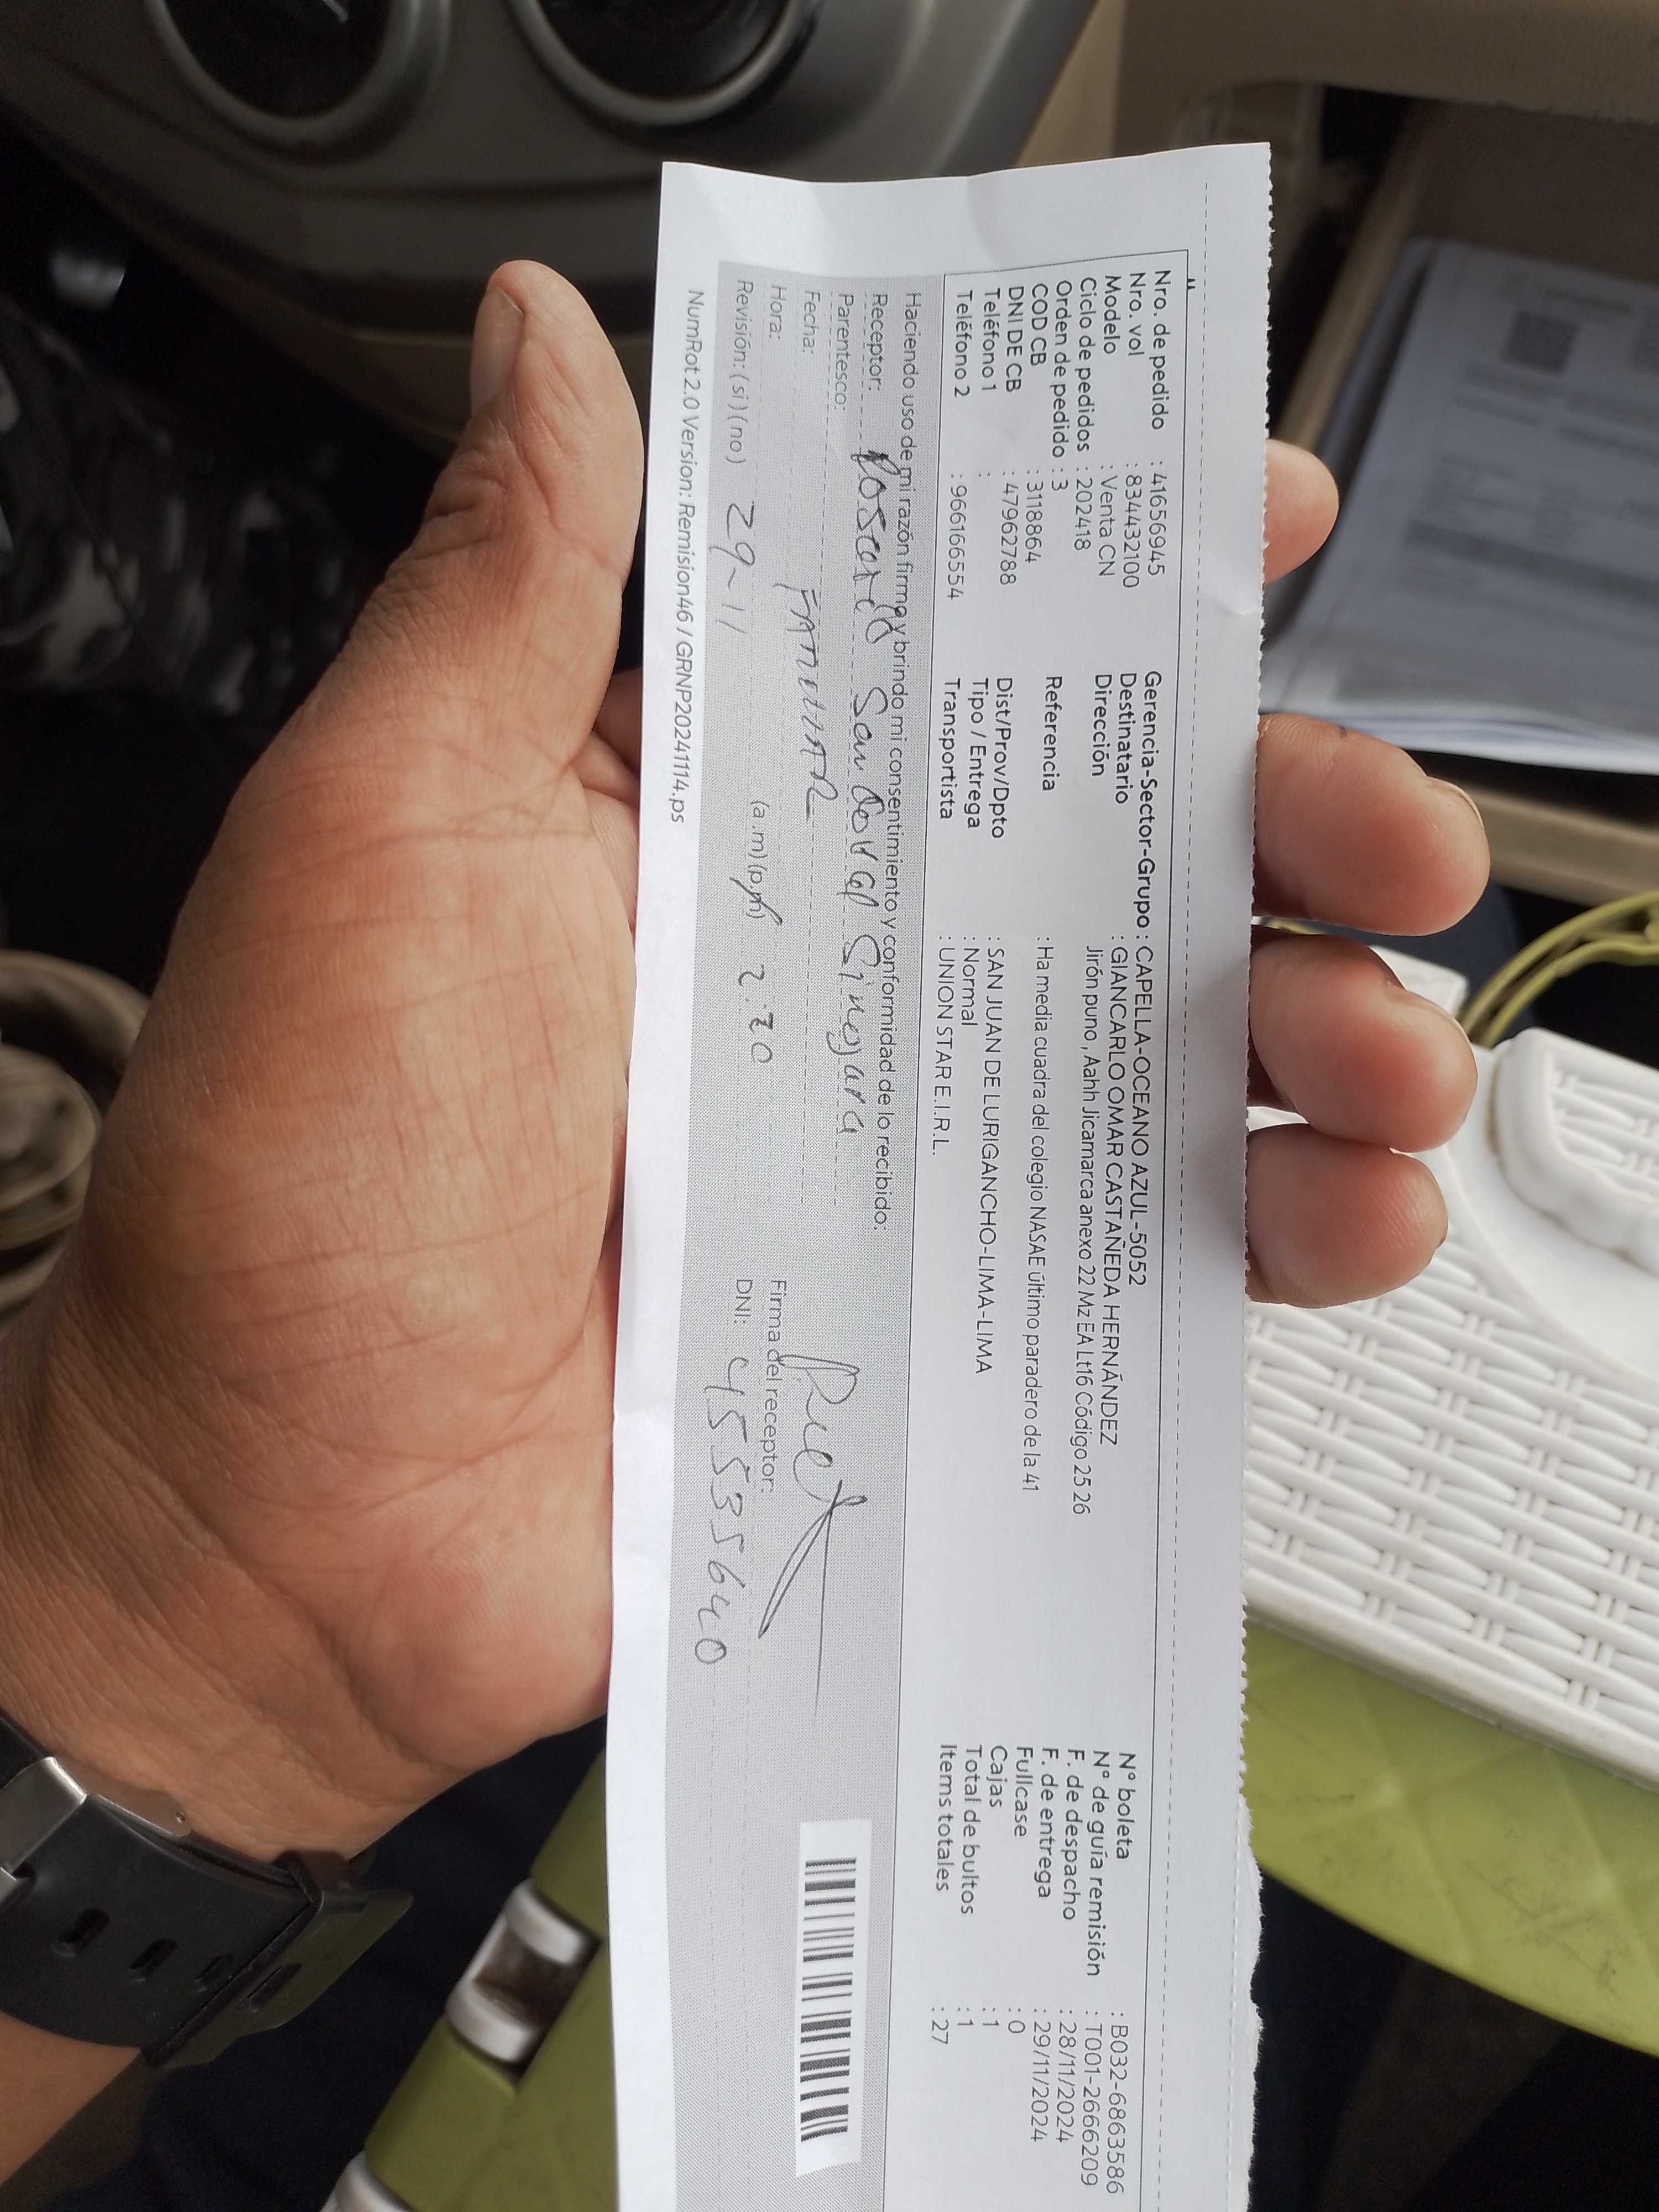 Nro. de pedido : 41656945
Nro. vol : 8344432100
Modelo : Venta CN
Ciclo de pedidos : 202418
Orden de pedido : 3
COD CB : 3118864
DNI DE CB : 47962788
Teléfono 1 :
Teléfono 2 : 966166554
Gerencia-Sector-Grupo : CAPELLA-OCEANO AZUL-5052
Destinatario : GIANCARLO OMAR CASTAÑEDA HERNÁNDEZ
Dirección Jirón puno , Aahh Jicamarca anexo 22 Mz EA Lt16 Código 25 26
Referencia : Ha media cuadra del colegio NASAE último paradero de la 41
Dist/Prov/Dpto : SAN JUAN DE LURIGANCHO-LIMA-LIMA
Tipo / Entrega : Normal
Transportista : UNION STAR E.I.R.L.
N° boleta : B032-6863586
N° de guía remisión : T001-2666209
F. de despacho : 28/11/2024
F. de entrega : 29/11/2024
Fullcase : 0
Cajas : 1
Total de bultos : 1
Items totales : 27
Haciendo uso de mi razón firmo y brindo mi consentimiento y conformidad de lo recibido:
Receptor: Sandoval
Parentesco: FAMILIAR
Fecha: 29-11
Hora: (a.m)(p.m)
Revisión: (si)(no)
Firma del receptor:
DNI: 45535640
NumRot 2.0 Version: Remision46 / GRNP20241114.ps